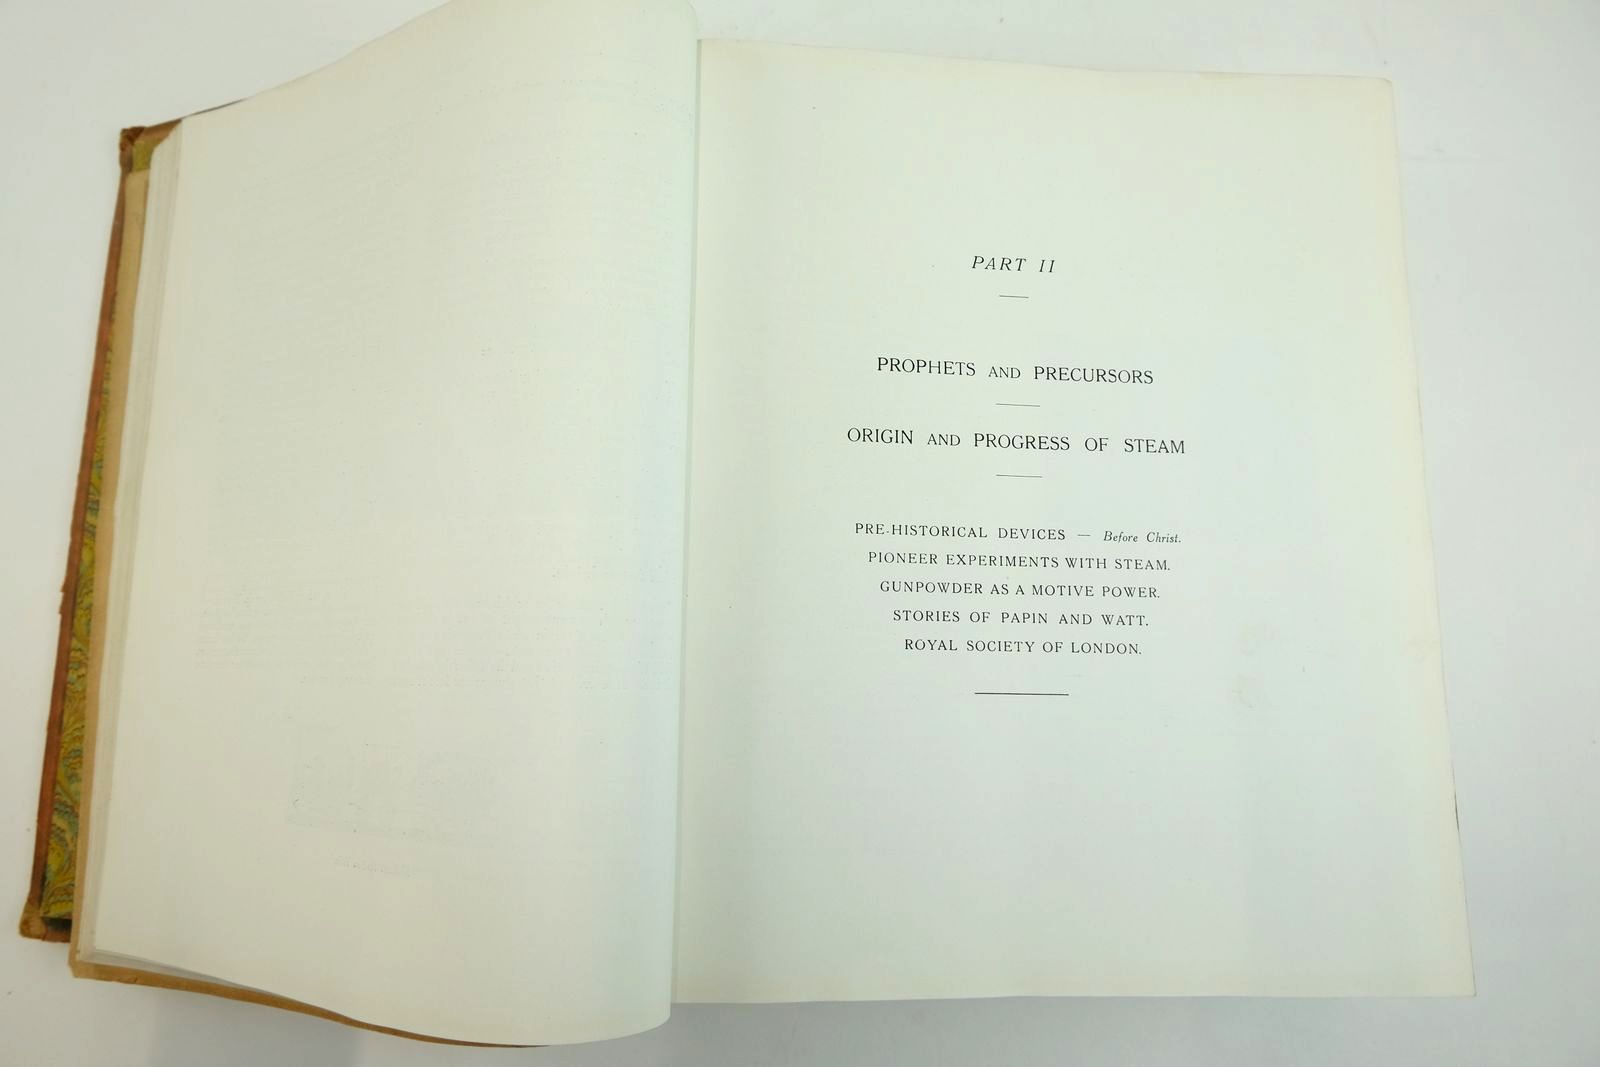 PART II
PROPHETS AND PRECURSORS
ORIGIN AND PROGRESS OF STEAM
PRE-HISTORICAL DEVICES — Before Christ.
PIONEER EXPERIMENTS WITH STEAM.
GUNPOWDER AS A MOTIVE POWER.
STORIES OF PAPIN AND WATT.
ROYAL SOCIETY OF LONDON.